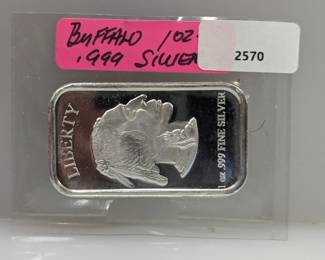 BUFFALO 1OZ.
.999 SILVER
2570
LIBERTY
1 oz .999 FINE SILVER